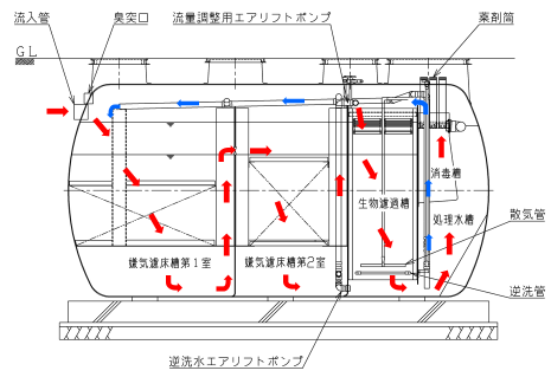 流入管
臭突口
流量調整用エアリフトポンプ
薬剤筒
GL
消毒槽
生物濾過槽
散気管
処理水槽
嫌気濾床槽第1室
嫌気濾床槽第2室
逆洗管
逆洗水エアリフトポンプ